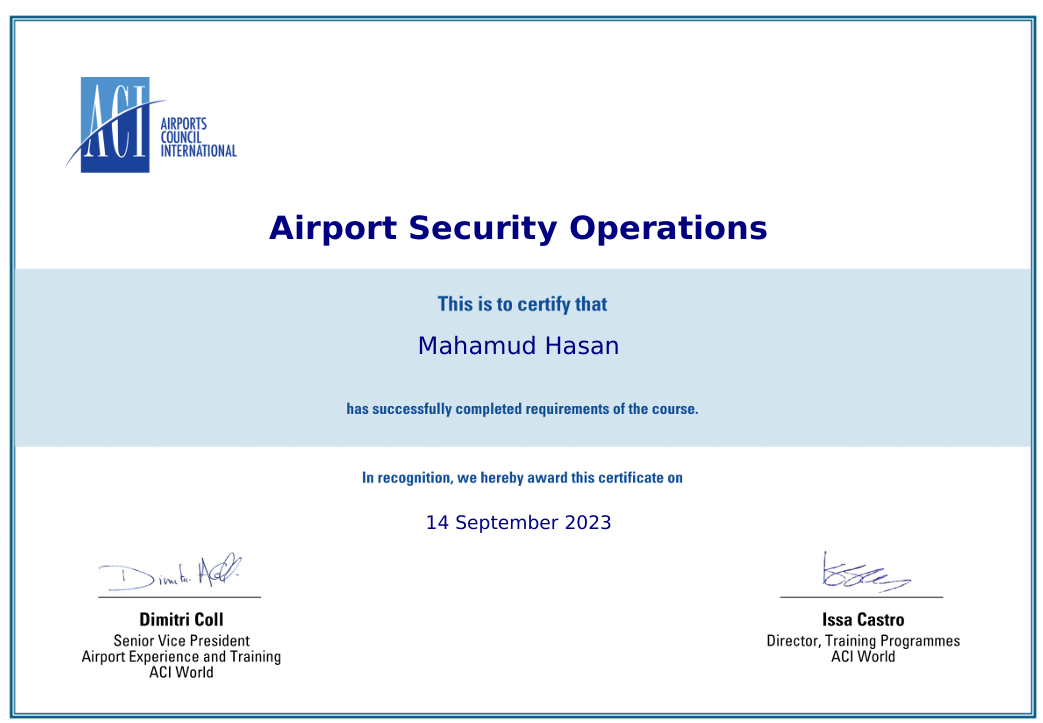 ACI
AIRPORTS
COUNCIL
INTERNATIONAL
Airport Security Operations
This is to certify that
Mahamud Hasan
has successfully completed requirements of the course.
In recognition, we hereby award this certificate on
14 September 2023
Dimitri Coll
Senior Vice President
Airport Experience and Training
ACI World
Issa Castro
Director, Training Programmes
ACI World